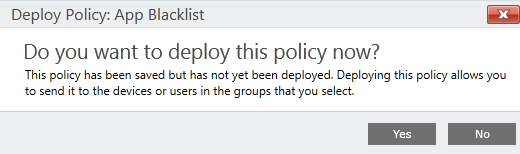 Deploy Policy: App Blacklist
Do you want to deploy this policy now?
This policy has been saved but has not yet been deployed. Deploying this policy allows you
to send it to the devices or users in the groups that you select.
Yes No